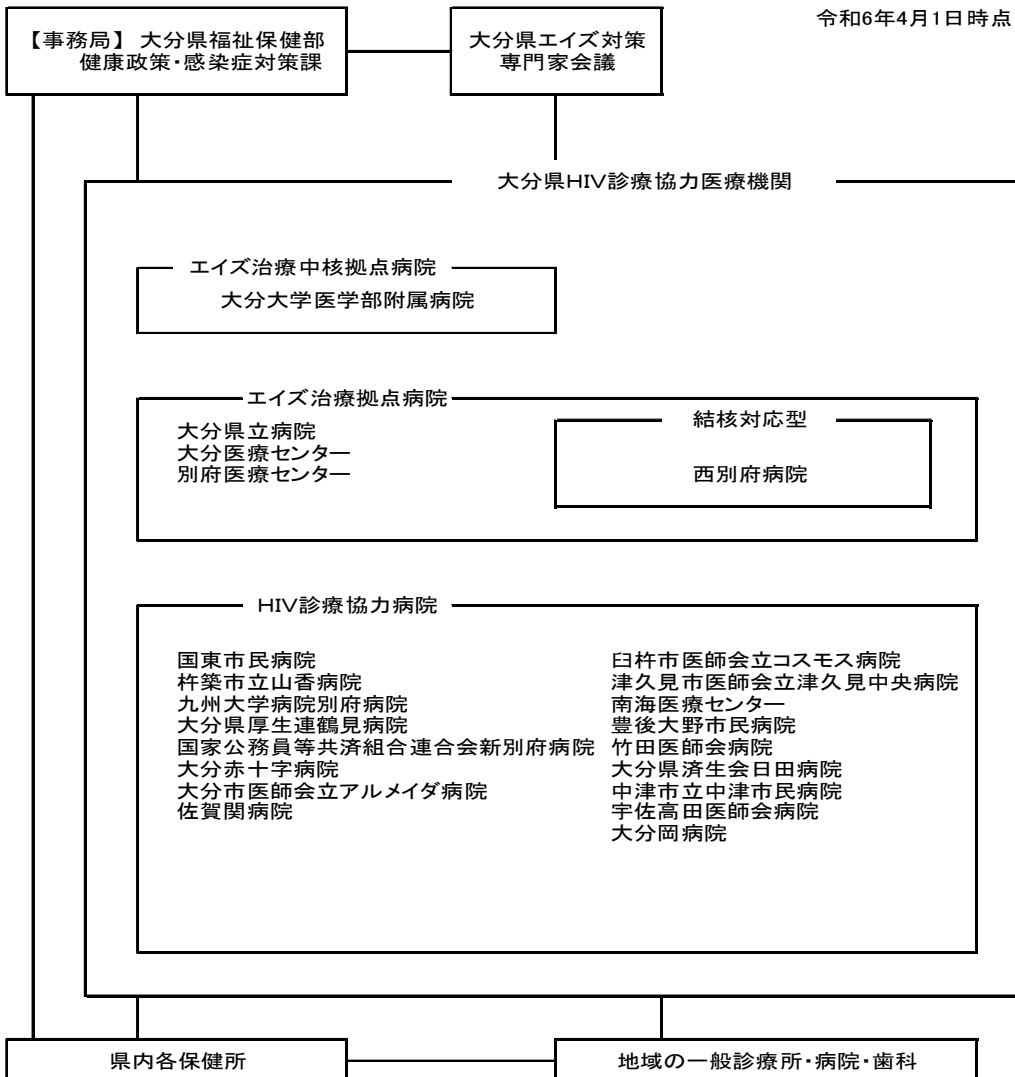 令和6年4月1日時点
【事務局】 大分県福祉保健部
健康政策・感染症対策課
大分県エイズ対策
専門家会議
大分県HIV診療協力医療機関
エイズ治療中核拠点病院
大分大学医学部附属病院
エイズ治療拠点病院
大分県立病院
大分医療センター
別府医療センター
結核対応型
西別府病院
HIV診療協力病院
国東市民病院
杵築市立山香病院
九州大学病院別府病院
大分県厚生連鶴見病院
国家公務員等共済組合連合会新別府病院
大分赤十字病院
大分市医師会立アルメイダ病院
佐賀関病院
臼杵市医師会立コスモス病院
津久見市医師会立津久見中央病院
南海医療センター
豊後大野市民病院
竹田医師会病院
大分県済生会日田病院
中津市立中津市民病院
宇佐高田医師会病院
大分岡病院
県内各保健所
地域の一般診療所・病院・歯科